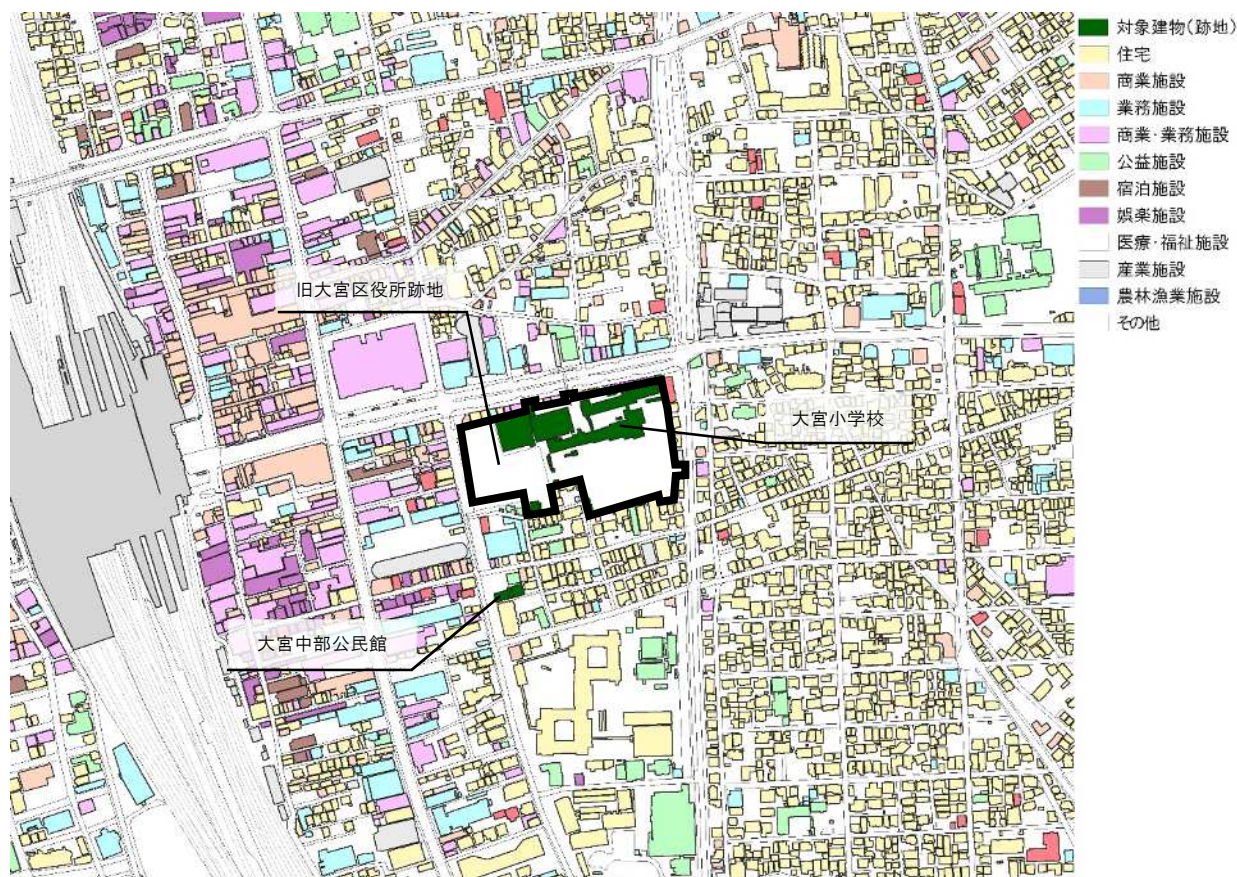 対象建物(跡地)
住宅
商業施設
業務施設
商業・業務施設
公益施設
宿泊施設
娯楽施設
医療・福祉施設
産業施設
農林漁業施設
その他
旧大宮区役所跡地
大宮小学校
大宮中部公民館